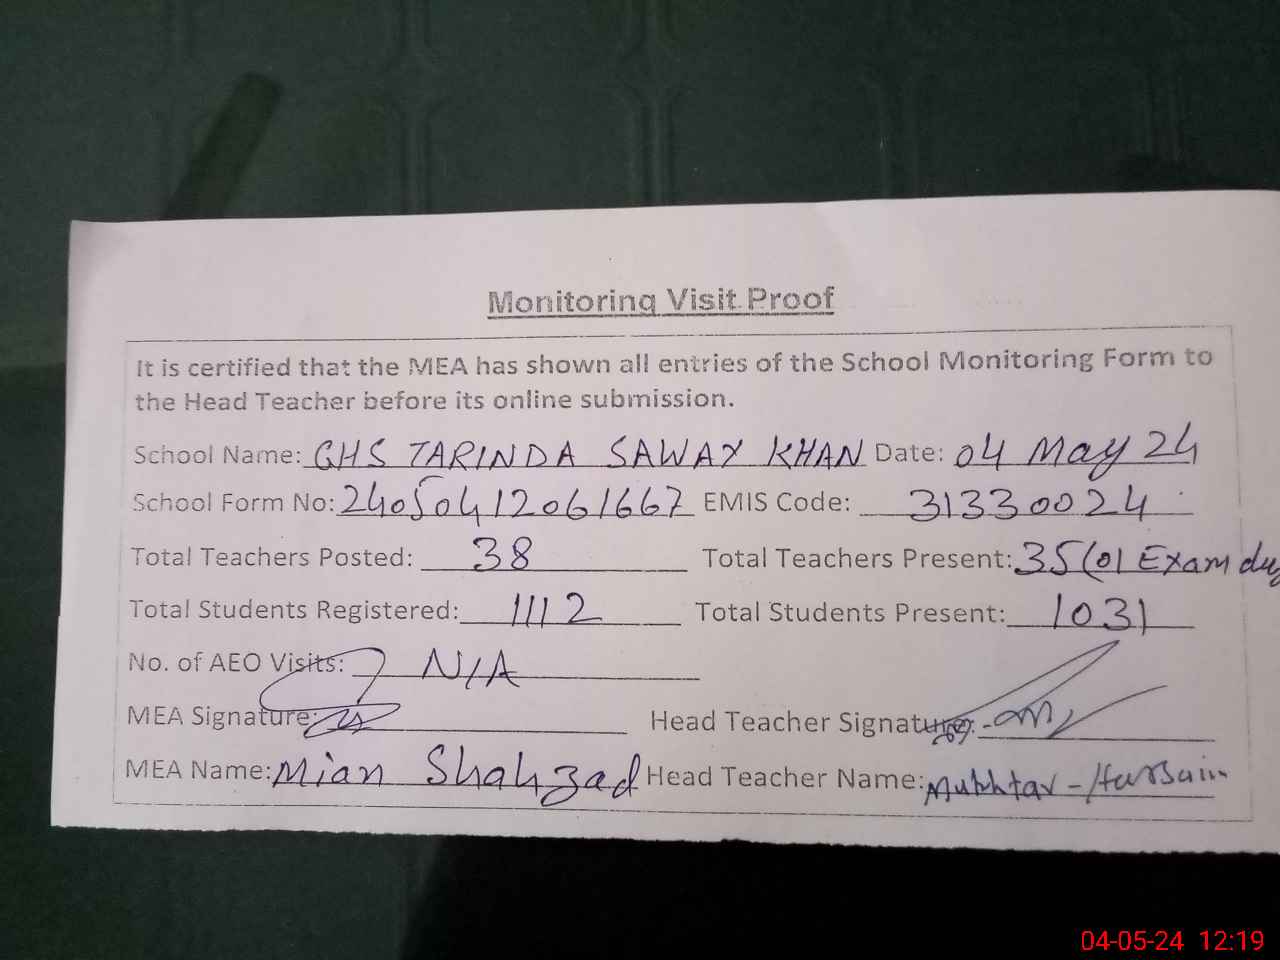 Monitoring Visit Proof
It is certified that the MEA has shown all entries of the School Monitoring Form to
the Head Teacher before its online submission.
School Name: GHS TARINDA SAWAY KHAN Date: 04 May 24
School Form No: 24050412061667 EMIS Code: 31330024
Total Teachers Posted: 38 Total Teachers Present: 35 (01 Exam
Total Students Registered: 1112 Total Students Present: 1031
No. of AEO Visits: N/A
MEA Signature: Head Teacher Signature:
MEA Name: Mian Shahzad Head Teacher Name: Mukhtar - Hussain
04-05-24 12:19